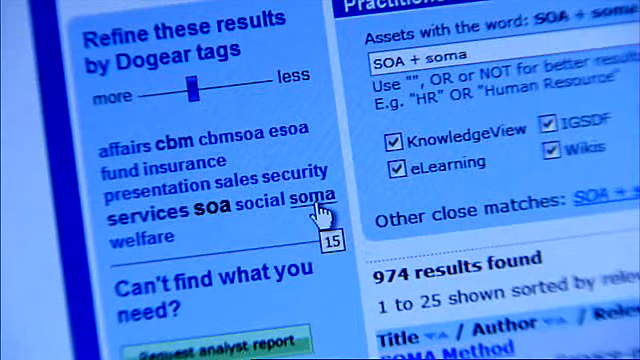 Refine these results
by Dogear tags
more
less
affairs cbm cbmsoa esoa
fund insurance
presentation sales security
services soa social soma
welfare
15
Can't find what you
need?
Request analyst report
Practition
Assets with the word: SOA + soma
SOA + soma
Use "", OR or NOT for better results
E.g. "HR" OR "Human Resource"
KnowledgeView
IGSDF
eLearning
Wikis
Other close matches: SOA +
974 results found
1 to 25 shown sorted by rele
Title / Author / Rele
SOMA Method